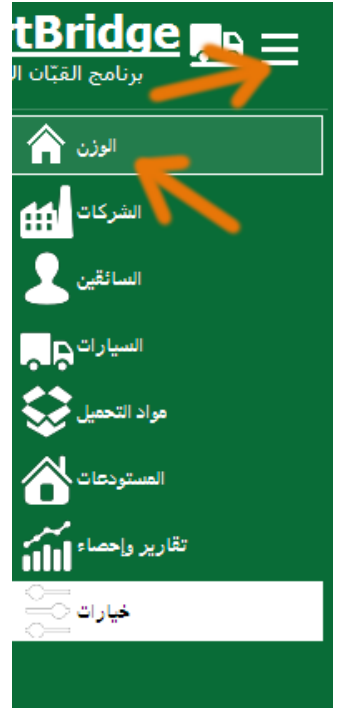 tBridge
برنامج القبّان ال
الوزن
الشركات
السائقين
السيارات
مواد التحميل
المستودعات
تقارير وإحصاء
خيارات